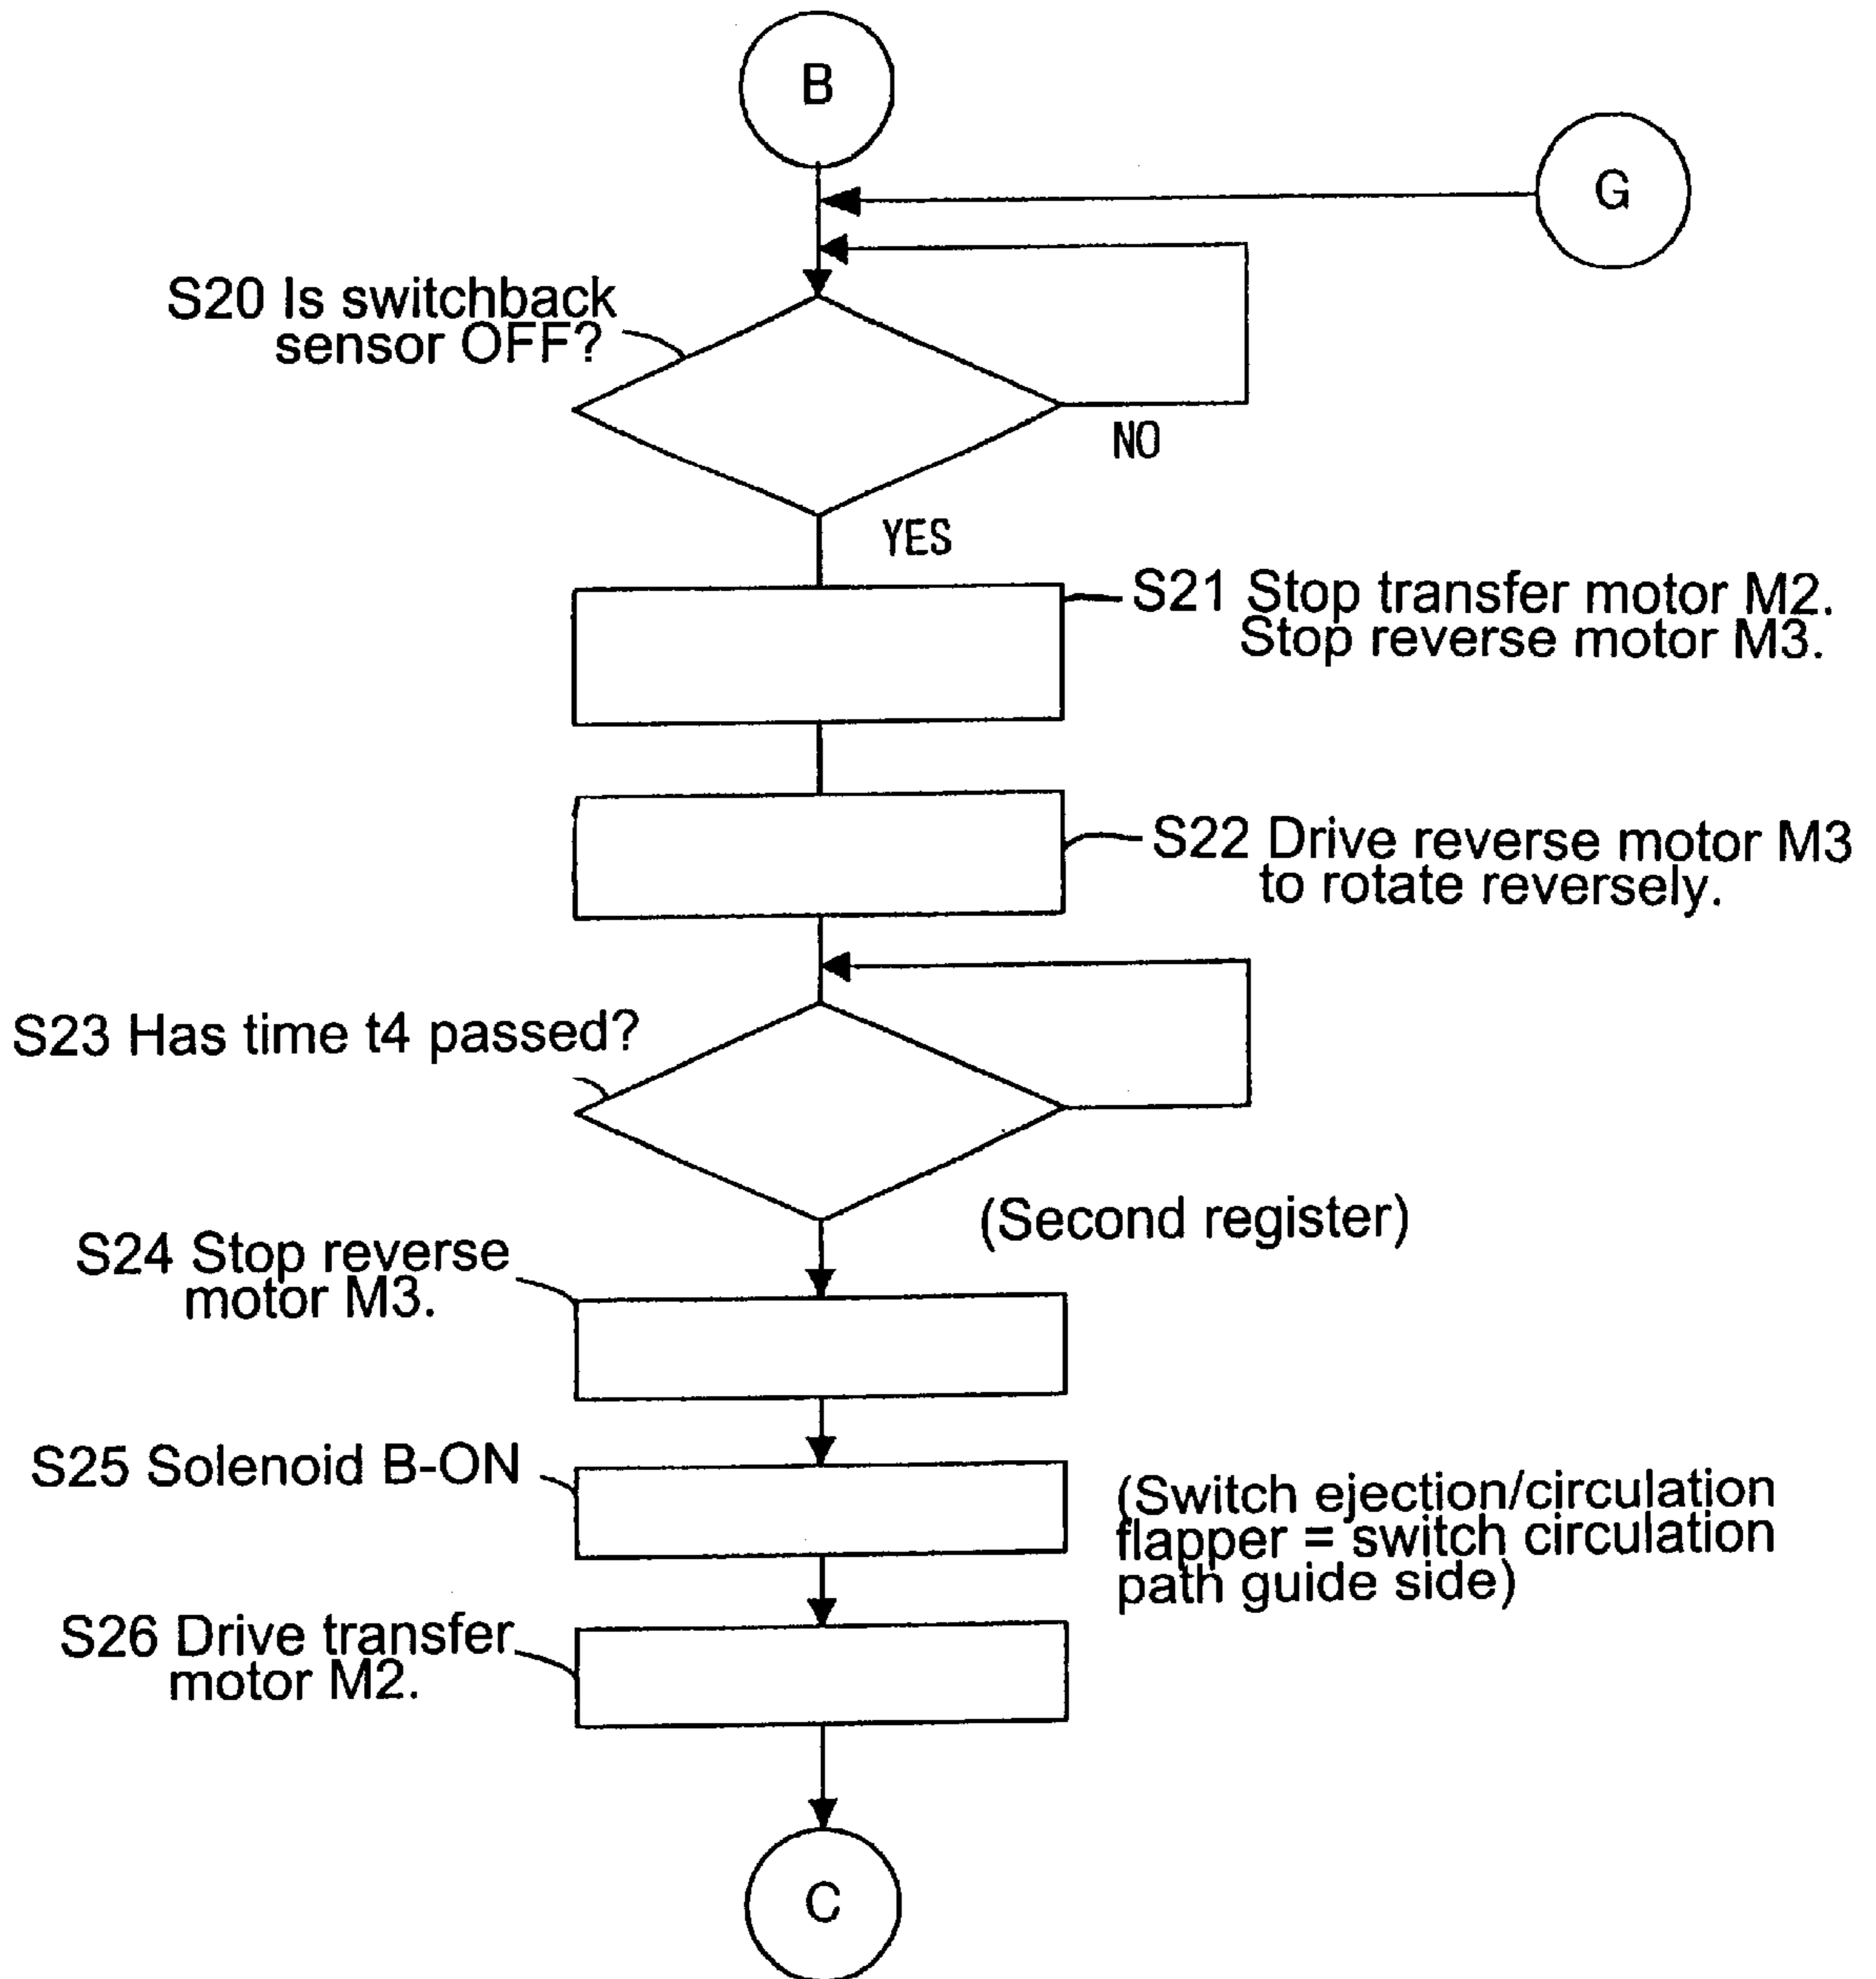 B
G
S20 Is switchback
sensor OFF?
NO
YES
S21 Stop transfer motor M2.
Stop reverse motor M3.
S22 Drive reverse motor M3
to rotate reversely.
S23 Has time t4 passed?
(Second register)
S24 Stop reverse
motor M3.
S25 Solenoid B-ON
(Switch ejection/circulation
flapper = switch circulation
path guide side)
S26 Drive transfer
motor M2.
C